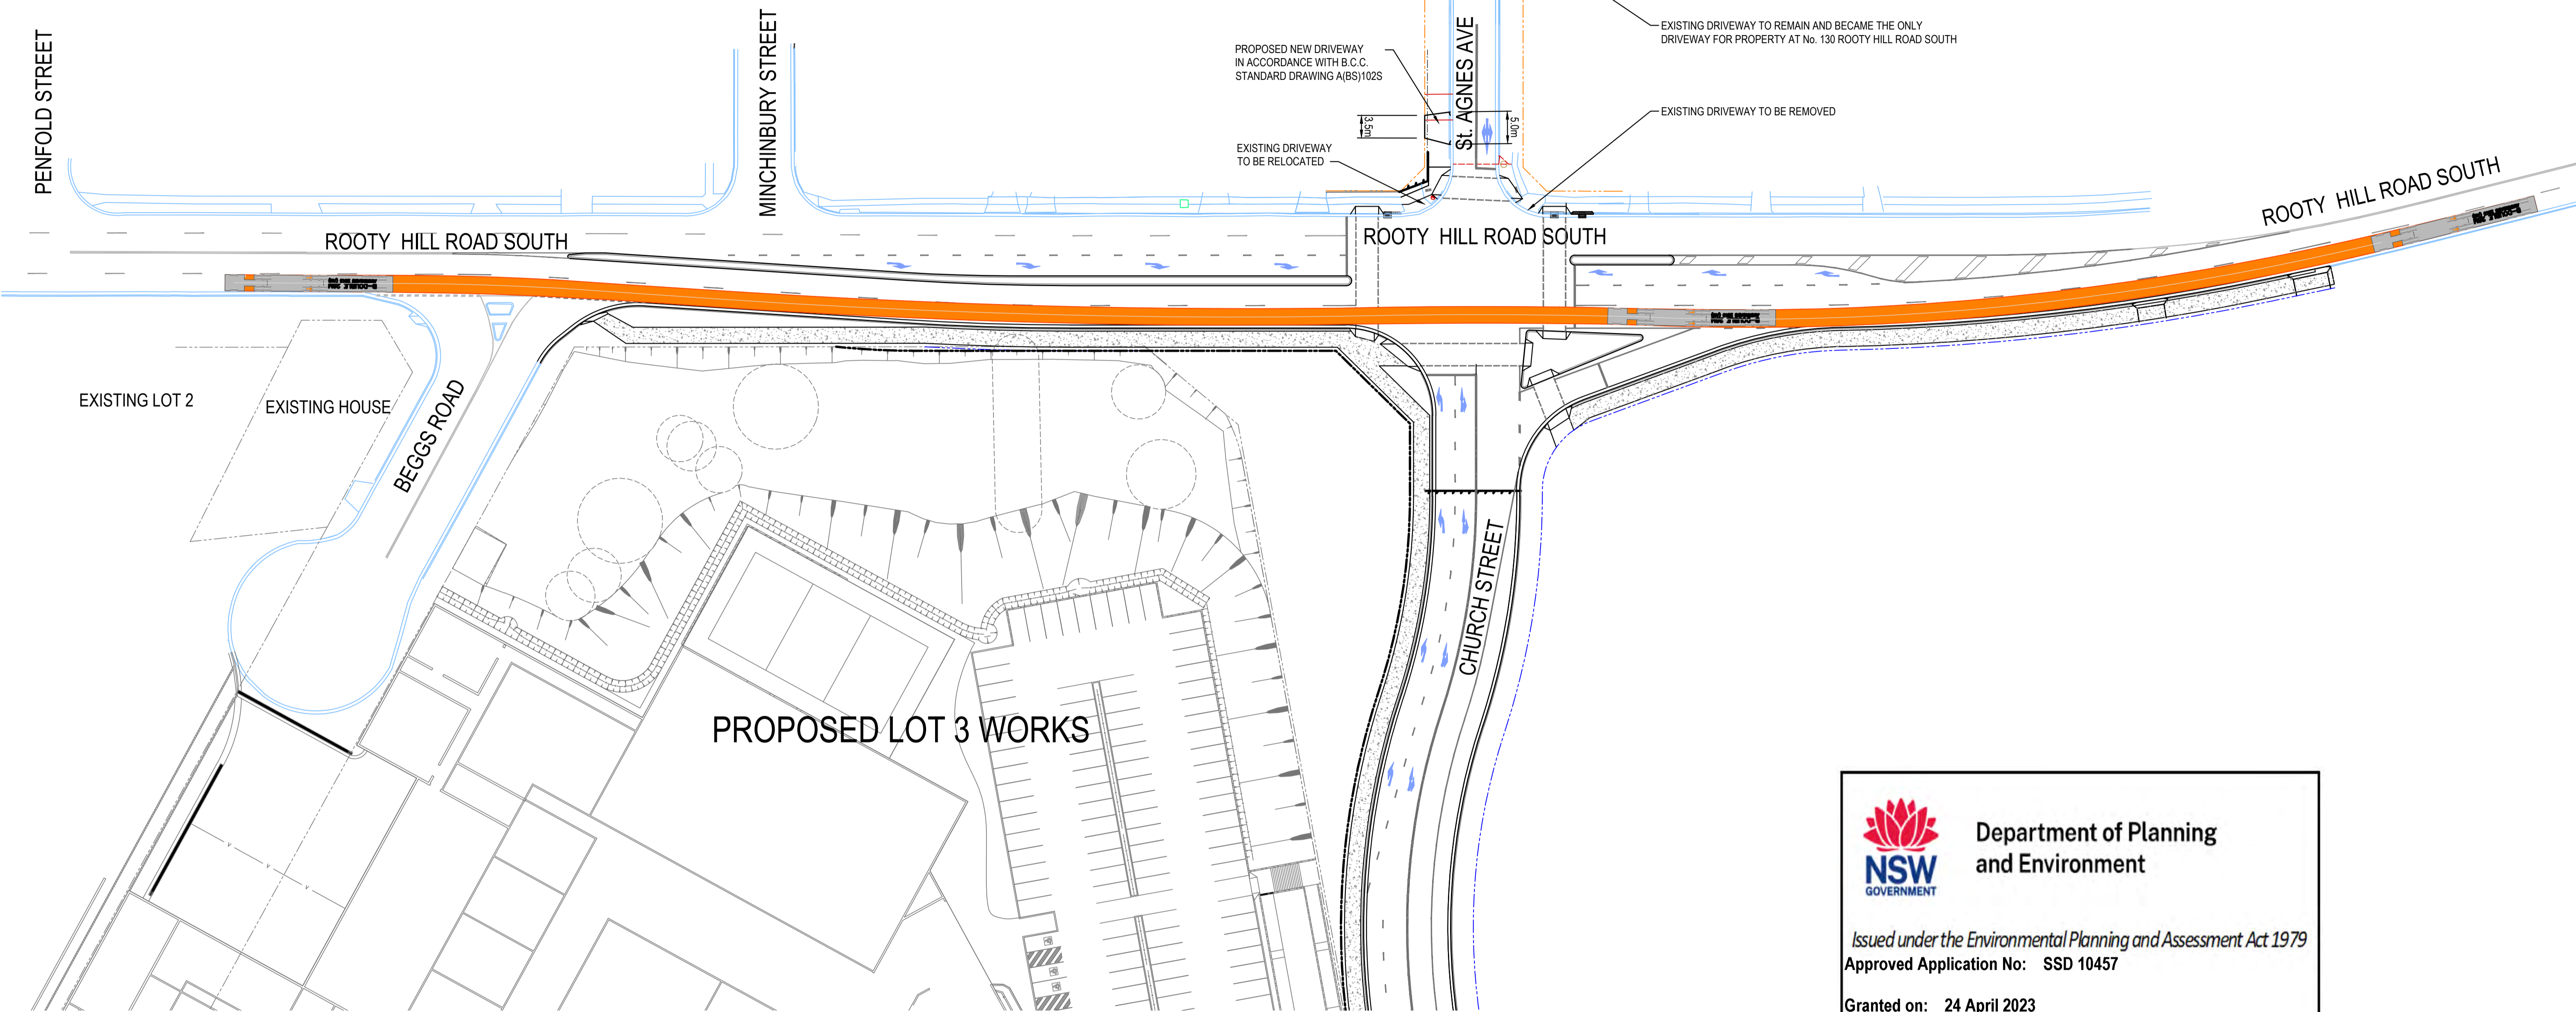 PENFOLD STREET
MINCHINBURY STREET
PROPOSED NEW DRIVEWAY
IN ACCORDANCE WITH B.C.C.
STANDARD DRAWING A(BS)102S
3.5m
EXISTING DRIVEWAY
TO BE RELOCATED
St. AGNES AVE
5.0m
EXISTING DRIVEWAY TO REMAIN AND BECAME THE ONLY
DRIVEWAY FOR PROPERTY AT No. 130 ROOTY HILL ROAD SOUTH
EXISTING DRIVEWAY TO BE REMOVED
ROOTY HILL ROAD SOUTH
ROOTY HILL ROAD SOUTH
ROOTY HILL ROAD SOUTH
EXISTING LOT 2
EXISTING HOUSE
BEGGS ROAD
CHURCH STREET
PROPOSED LOT 3 WORKS
NSW
GOVERNMENT
Department of Planning
and Environment
Issued under the Environmental Planning and Assessment Act 1979
Approved Application No: SSD 10457
Granted on: 24 April 2023